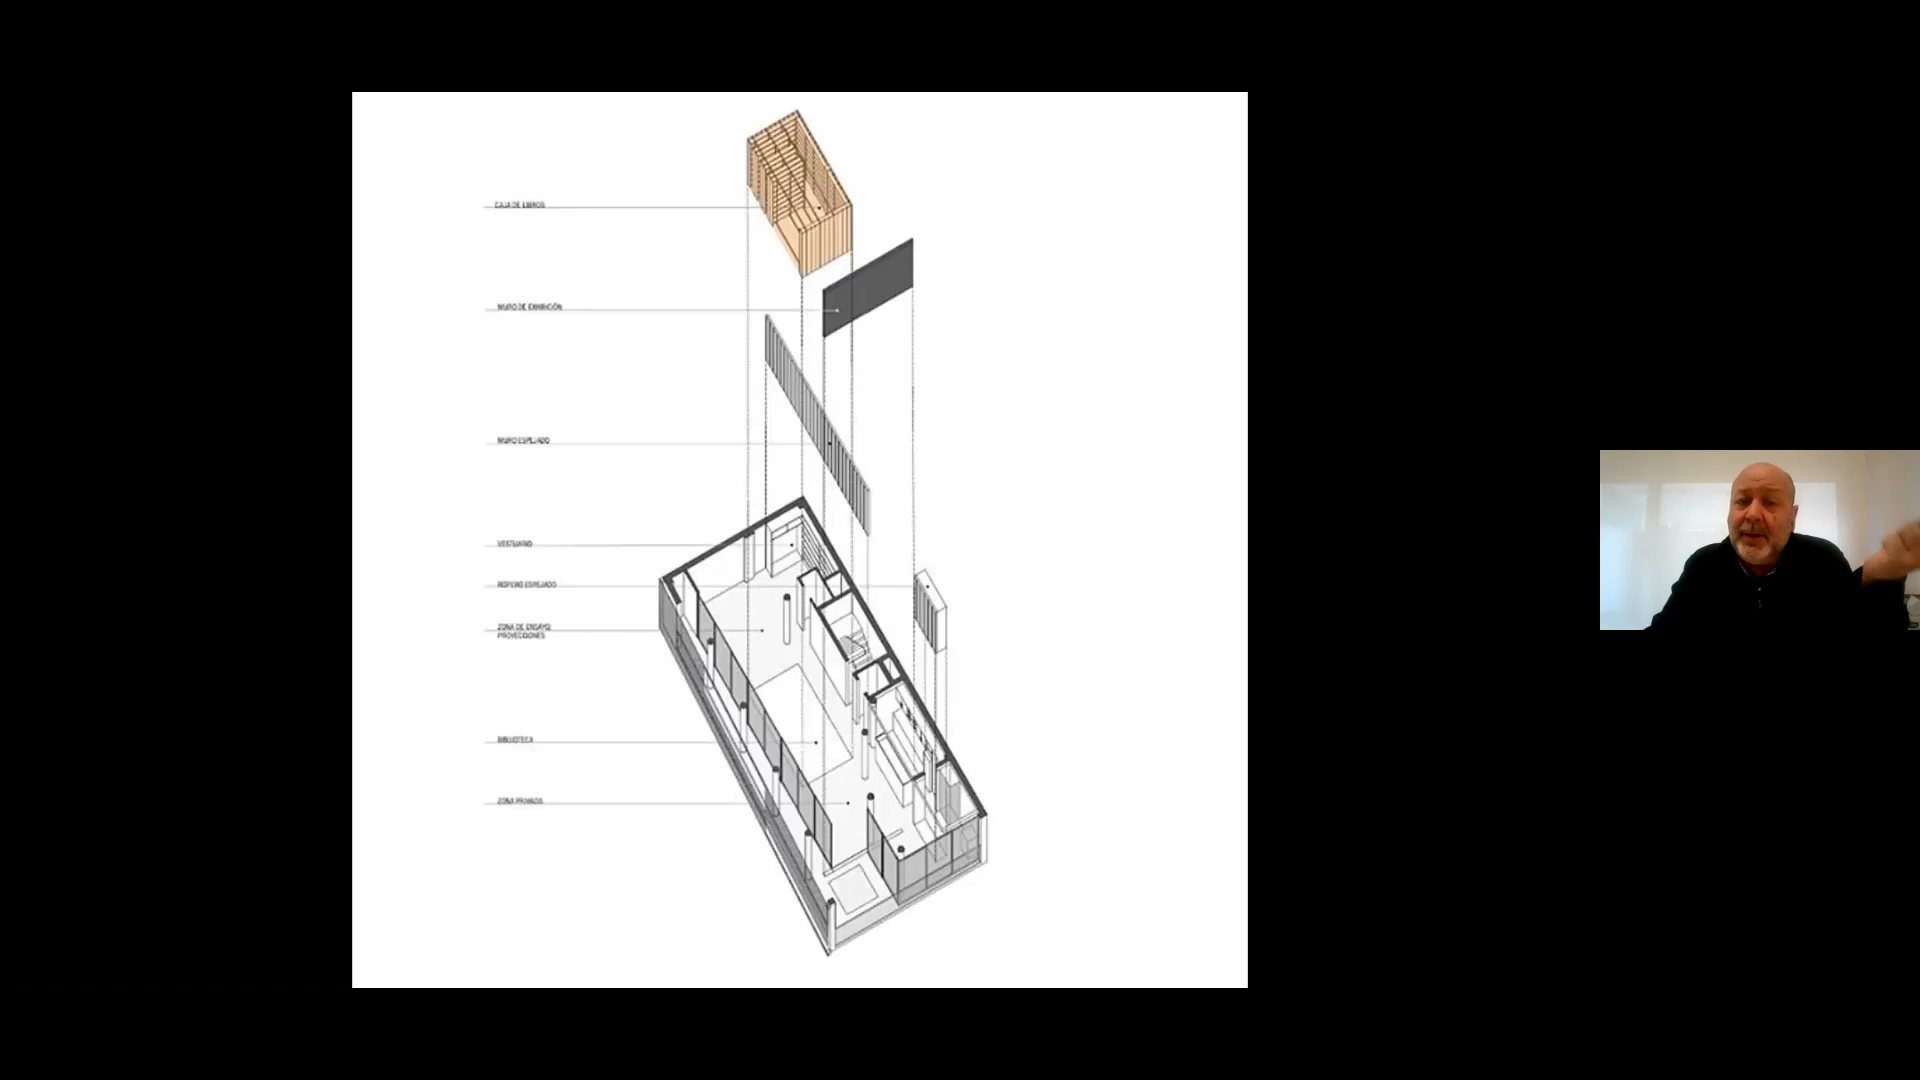 CAJA DE LIBROS
MURO DE EXHIBICIÓN
MURO ESPEJADO
VESTUARIO
ROPERO ESPEJADO
ZONA DE ENSAYO/
PROYECCIONES
BIBLIOTECA
ZONA PRIVADA